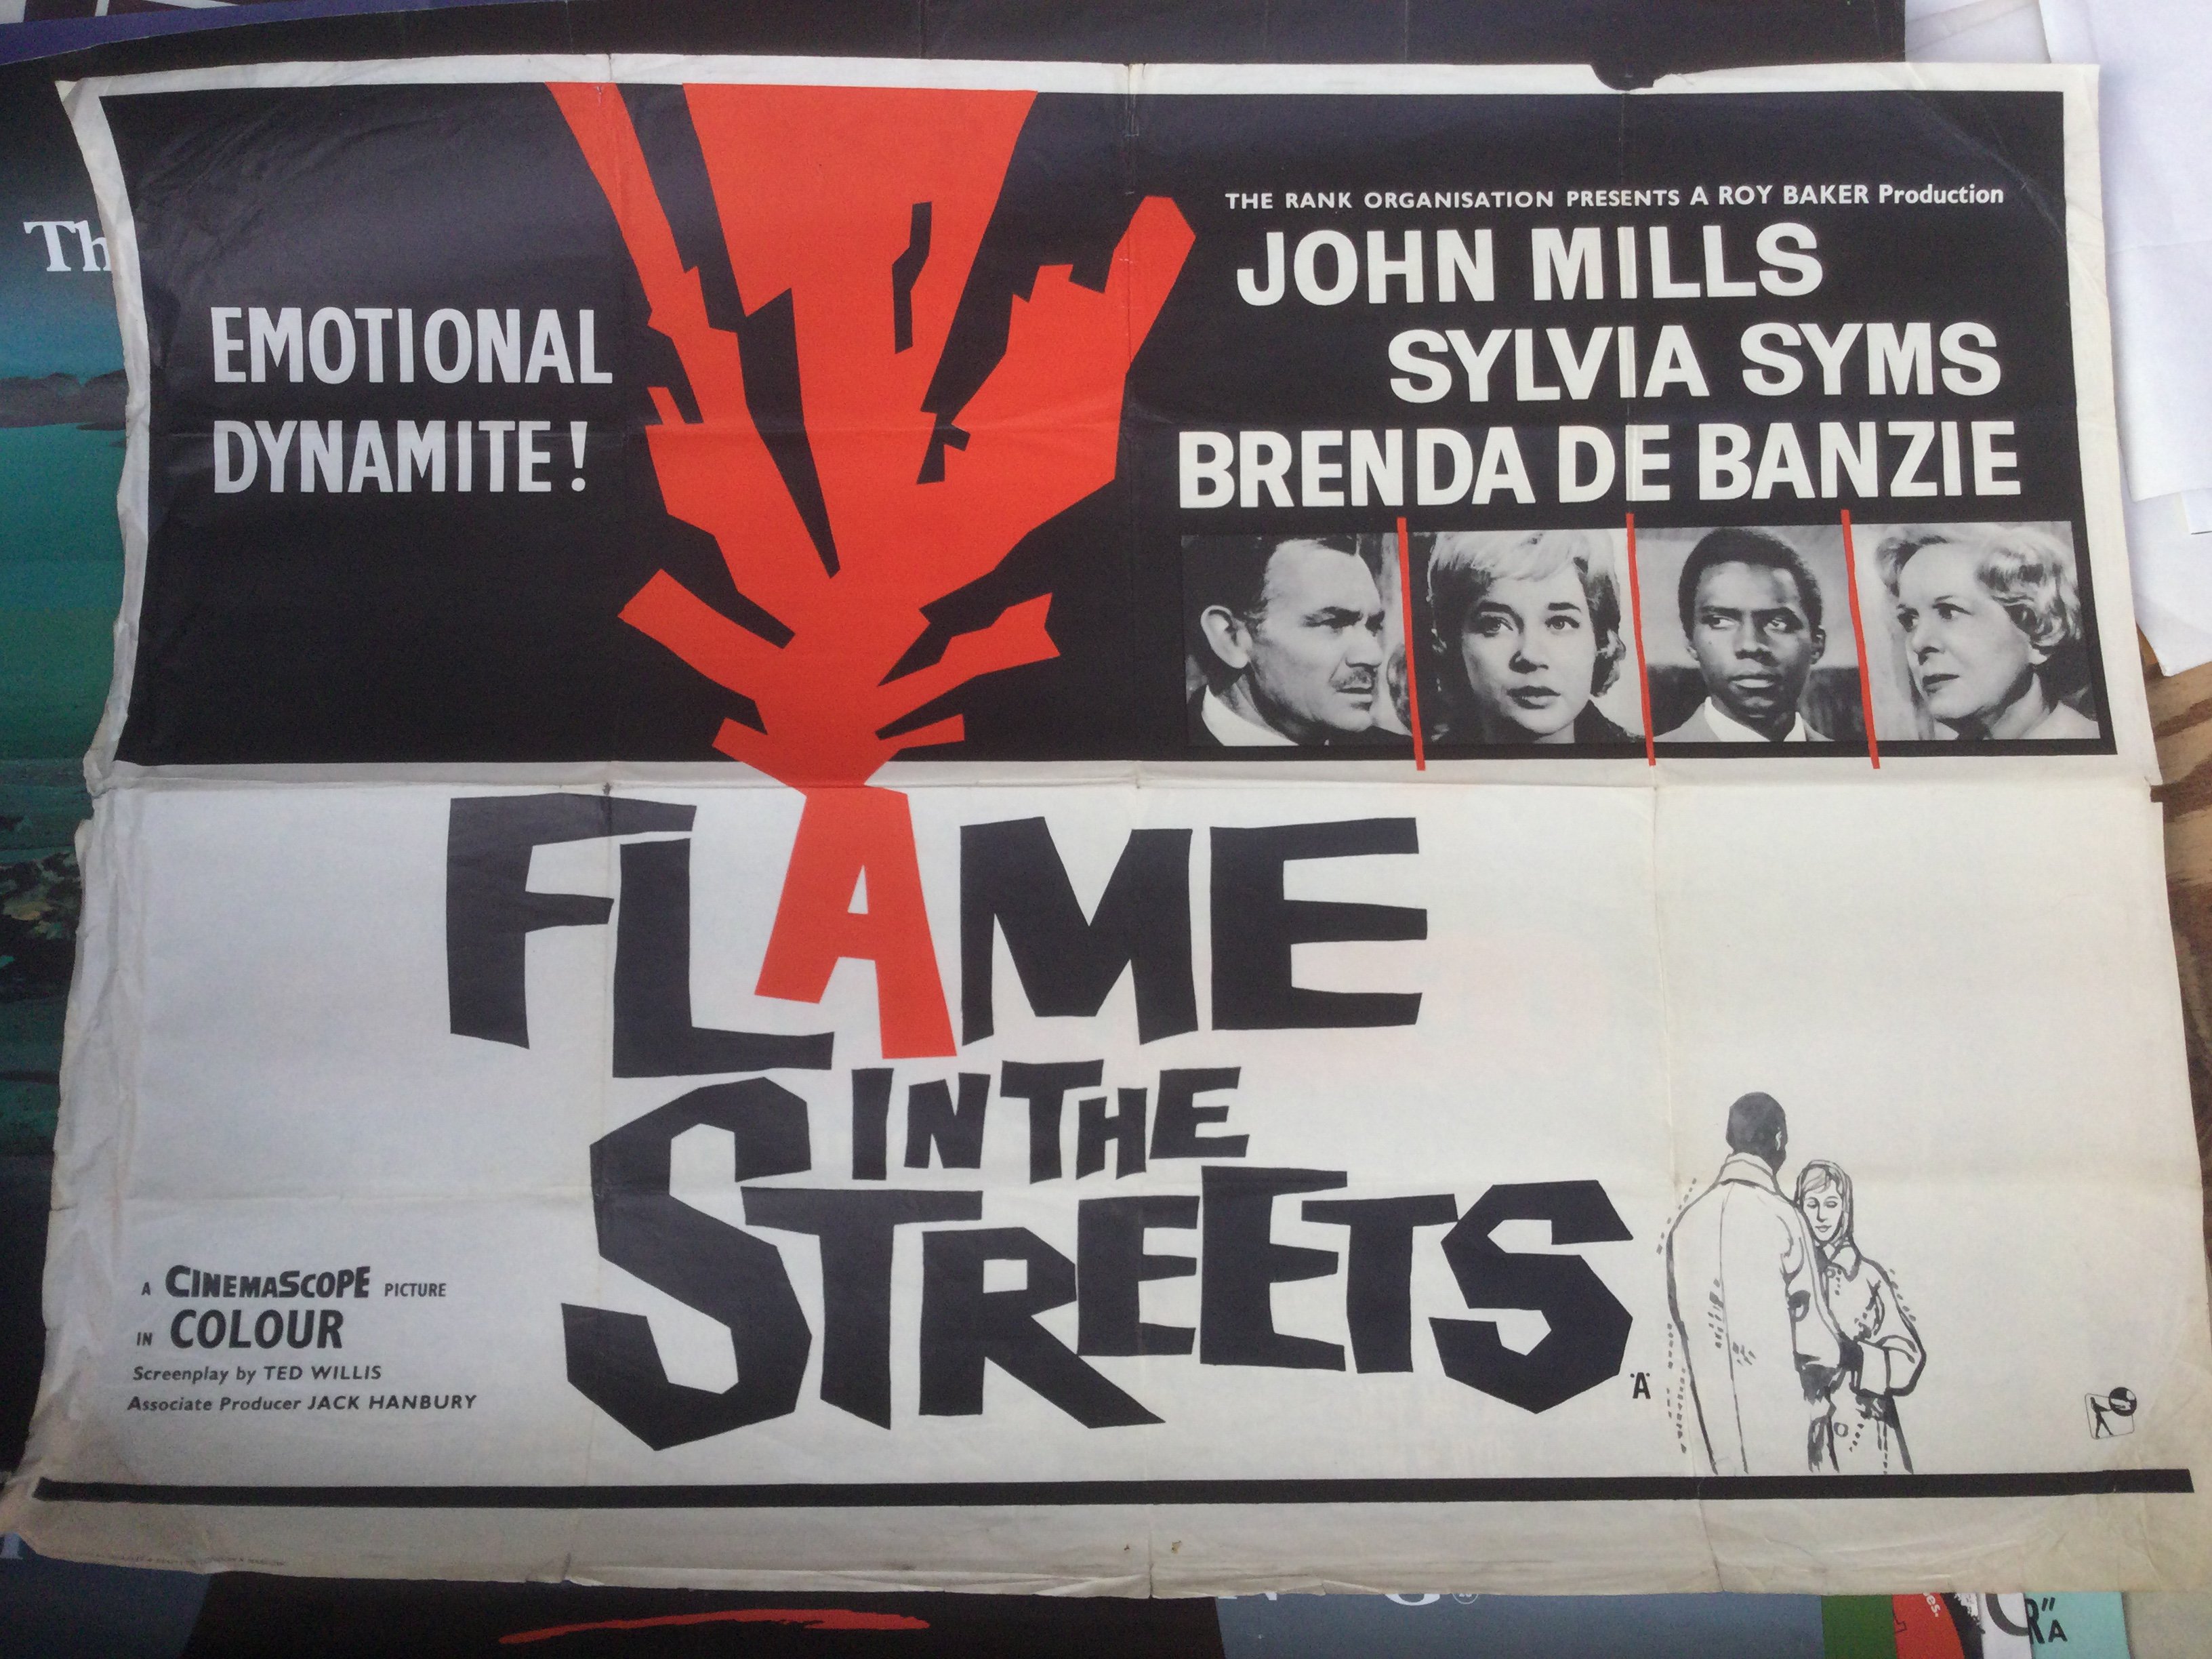 Th
EMOTIONAL
DYNAMITE!
THE RANK ORGANISATION PRESENTS A ROY BAKER Production
JOHN MILLS
SYLVIA SYMS
BRENDA DE BANZIE
FLAME
IN THE
STREETS
A CINEMASCOPE PICTURE
IN COLOUR
Screenplay by TED WILLIS
Associate Producer JACK HANBURY
'A'